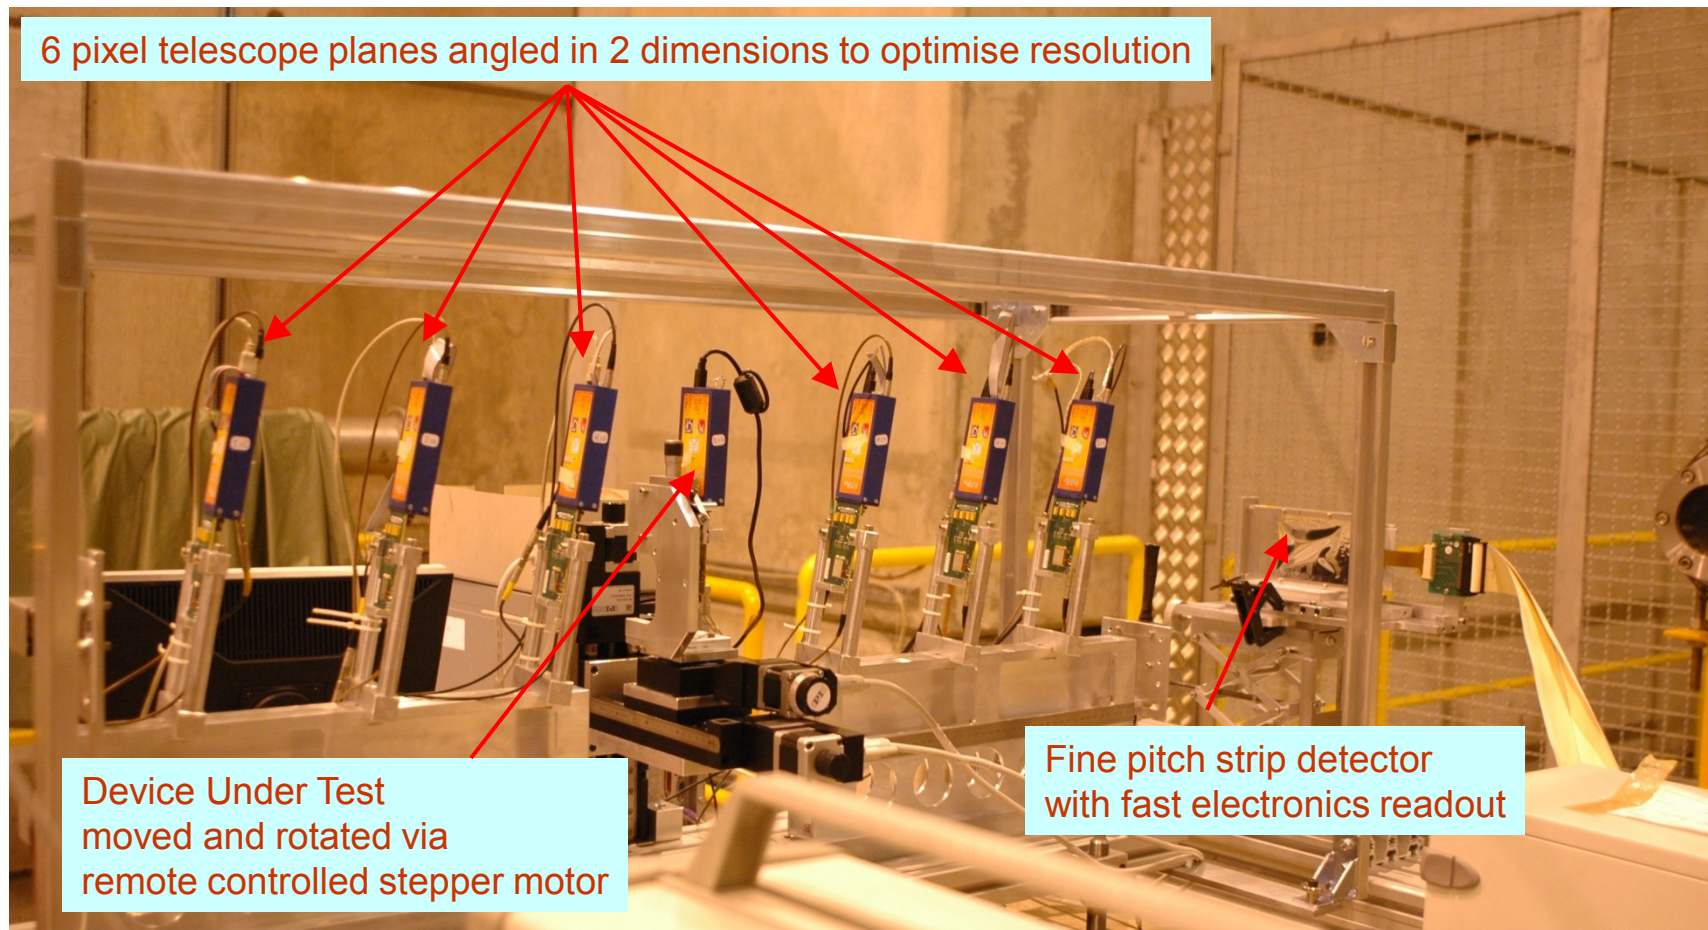 6 pixel telescope planes angled in 2 dimensions to optimise resolution
Device Under Test
moved and rotated via
remote controlled stepper motor
Fine pitch strip detector
with fast electronics readout